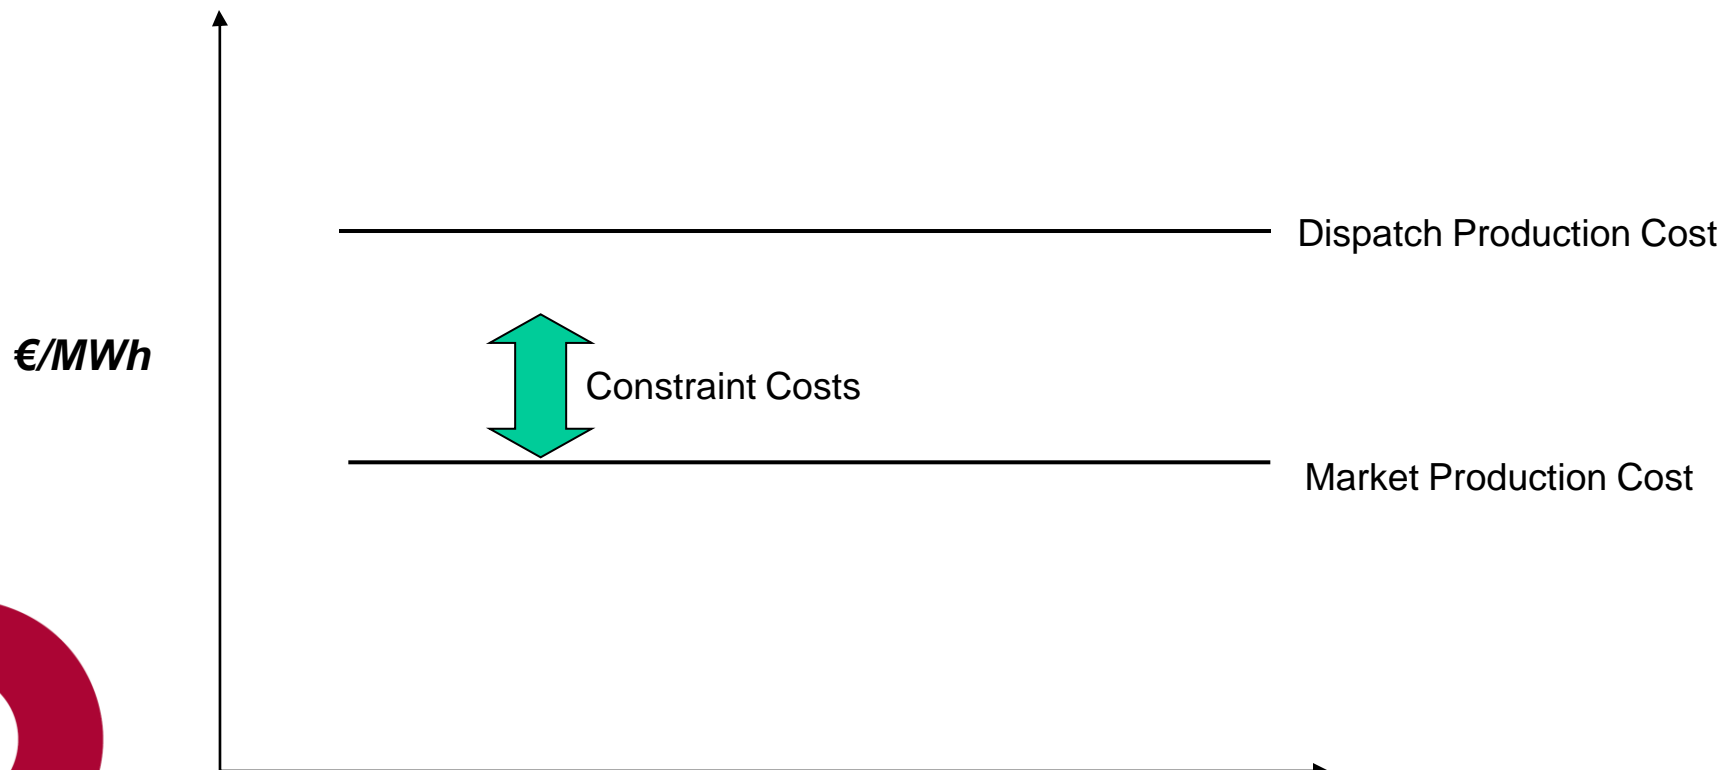 Dispatch Production Cost
€/MWh
Constraint Costs
Market Production Cost